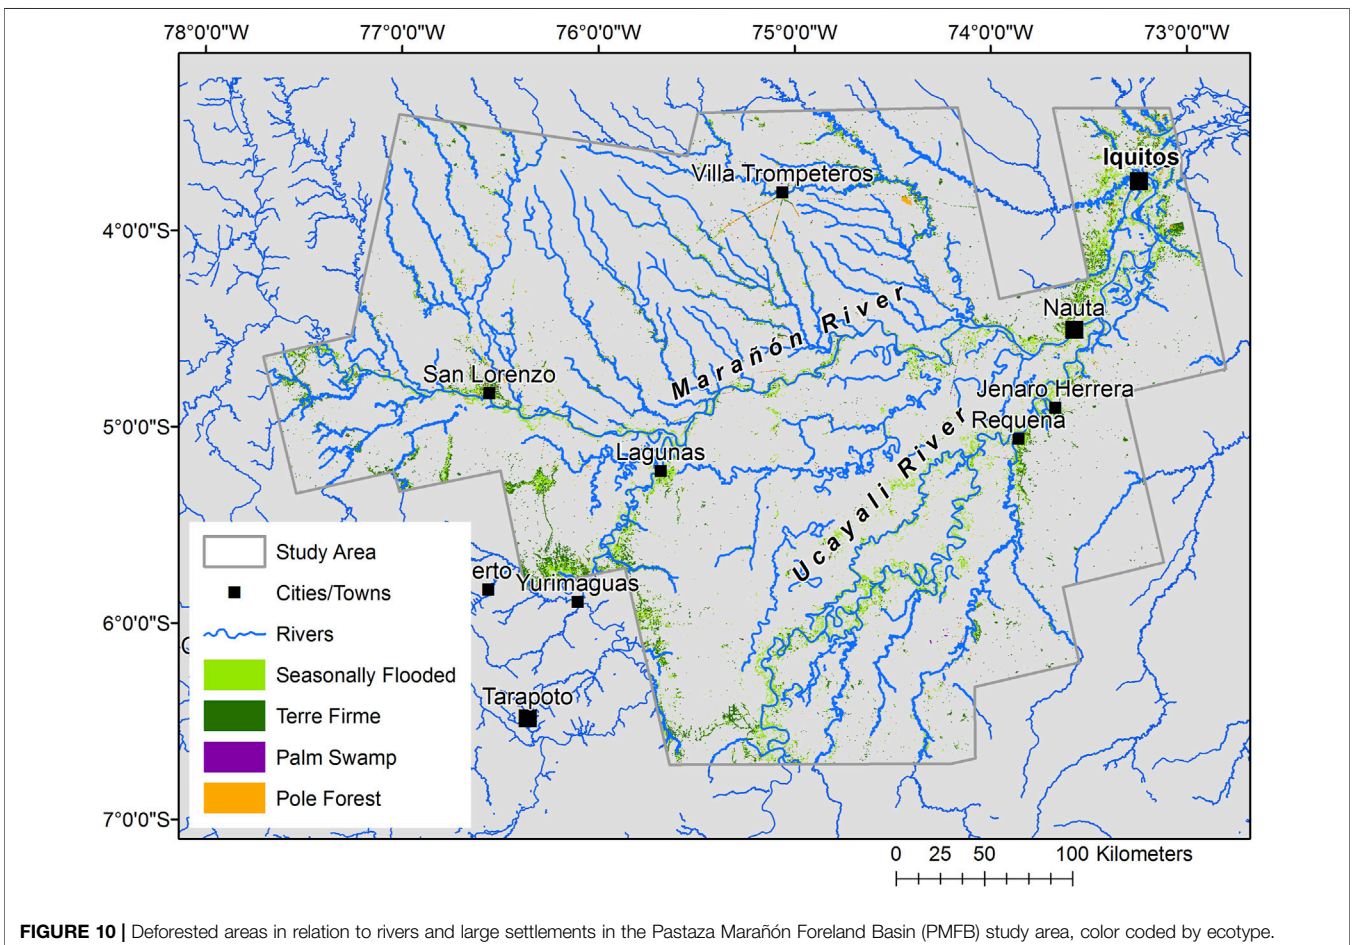 78°0'0"W 77°0'0"W 76°0'0"W 75°0'0"W 74°0'0"W 73°0'0"W
Iquitos
Villa Trompeteros
4°0'0"S
Nauta
Marañón River
San Lorenzo
Jenaro Herrera
Requena
5°0'0"S
Lagunas
Ucayali River
Study Area
erto Yurimaguas
Cities/Towns
6°0'0"S
Rivers
Seasonally Flooded
Tarapoto
Terre Firme
Palm Swamp
Pole Forest
7°0'0"S
0 25 50 100 Kilometers
FIGURE 10 | Deforested areas in relation to rivers and large settlements in the Pastaza Marañón Foreland Basin (PMFB) study area, color coded by ecotype.